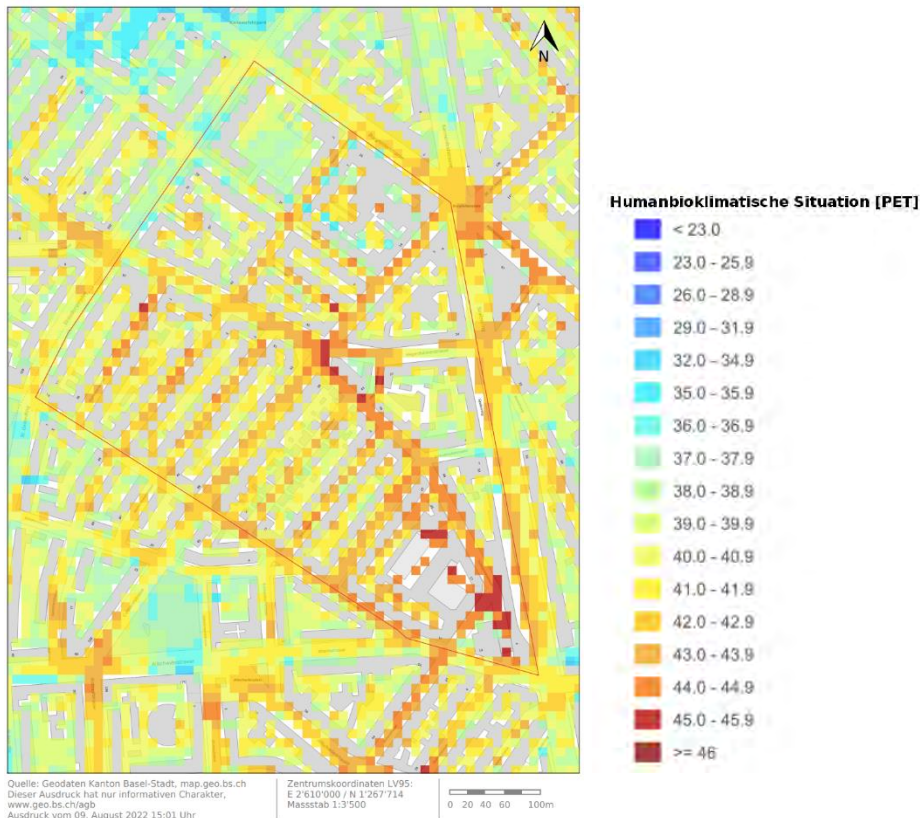 N
Humanbioklimatische Situation [PET]
< 23.0
23.0 - 25.9
26.0 - 28.9
29.0 - 31.9
32.0 - 34.9
35.0 - 35.9
36.0 - 36.9
37.0 - 37.9
38.0 - 38.9
39.0 - 39.9
40.0 - 40.9
41.0 - 41.9
42.0 - 42.9
43.0 - 43.9
44.0 - 44.9
45.0 - 45.9
>= 46
Quelle: Geodaten Kanton Basel-Stadt, map.geo.bs.ch
Dieser Ausdruck hat nur informativen Charakter,
www.geo.bs.ch/agb
Ausdruck vom 09. August 2022 15:01 Uhr
Zentrumskoordinaten LV95:
E 2'610'000 / N 1'267'714
Massstab 1:3'500
0 20 40 60 100m